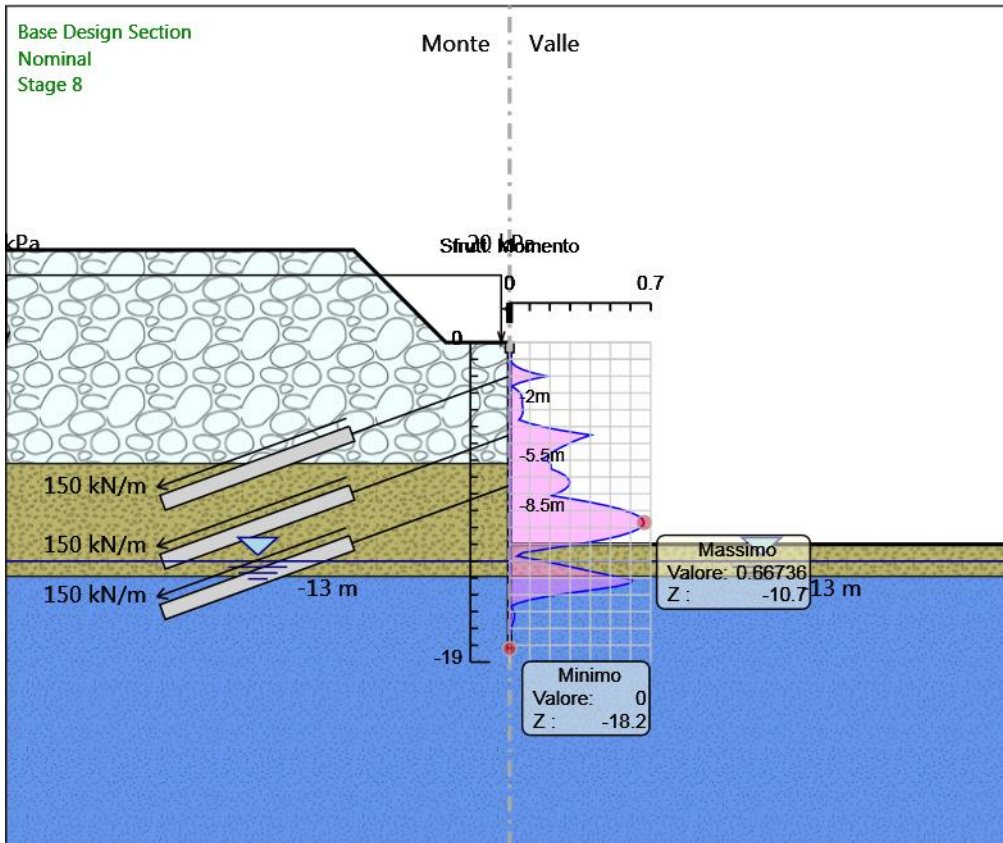 Base Design Section
Nominal
Stage 8
Monte Valle
kPa
20 kPa
Sfrutt. Momento
0 0.7
0
-2m
-5.5m
-8.5m
150 kN/m
150 kN/m
150 kN/m
-13 m
-13 m
Massimo
Valore: 0.66736
Z : -10.7
-19
Minimo
Valore: 0
Z : -18.2